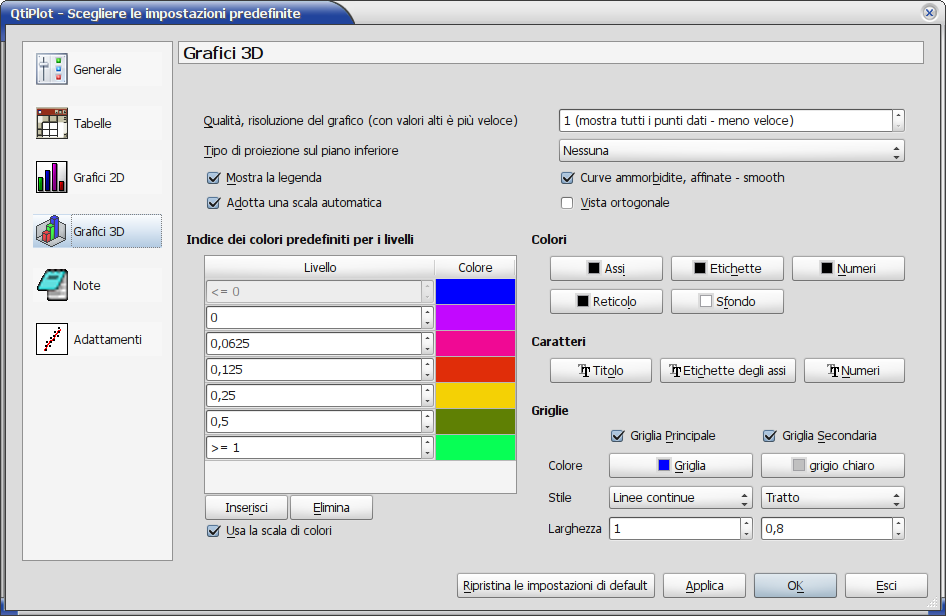 QtiPlot - Scegliere le impostazioni predefinite
Generale
Tabelle
Grafici 2D
Grafici 3D
Note
Adattamenti
Grafici 3D
Qualità, risoluzione del grafico (con valori alti è più veloce)
1 (mostra tutti i punti dati - meno veloce)
Tipo di proiezione sul piano inferiore
Nessuna
Mostra la legenda
Curve ammorbidite, affinate - smooth
Adotta una scala automatica
Vista ortogonale
Indice dei colori predefiniti per i livelli
Livello Colore
<= 0
0
0,0625
0,125
0,25
0,5
>= 1
Inserisci Elimina
Usa la scala di colori
Colori
Assi Etichette Numeri
Reticolo Sfondo
Caratteri
Titolo Etichette degli assi Numeri
Griglie
Griglia Principale Griglia Secondaria
Colore Griglia grigio chiaro
Stile Linee continue Tratto
Larghezza 1 0,8
Ripristina le impostazioni di default Applica OK Esci